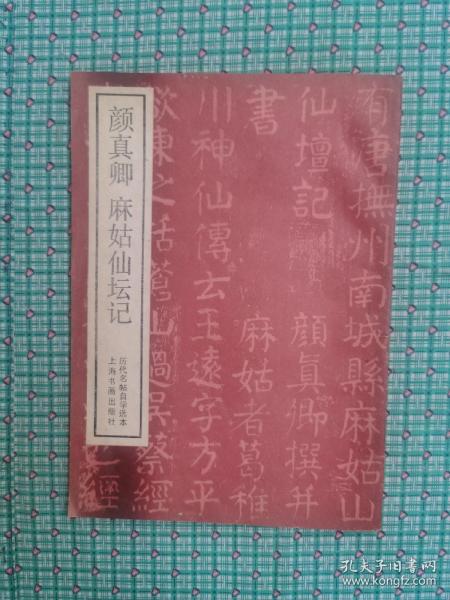 颜真卿 麻姑仙坛记
历代名帖自学选本
上海书画出版社
有唐撫州南城縣麻姑山
仙壇記 顏真卿撰并
書 麻姑者葛稚
川神仙傳云王遠字方平
欲東之括蒼山過吳蔡經
孔夫子旧书网
www.kongfz.com